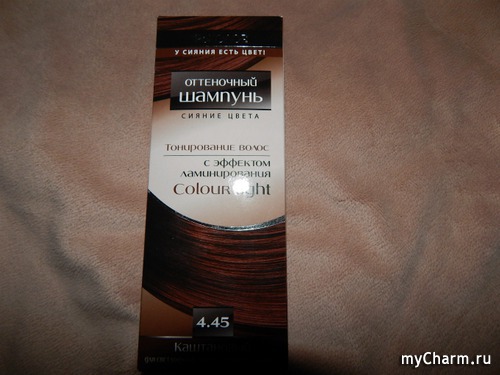 У СИЯНИЯ ЕСТЬ ЦВЕТ!
ОТТЕНОЧНЫЙ
ШАМПУНЬ
СИЯНИЕ ЦВЕТА
Тонирование волос
с эффектом
ламинирования
Colour
4.45
myCharm.ru